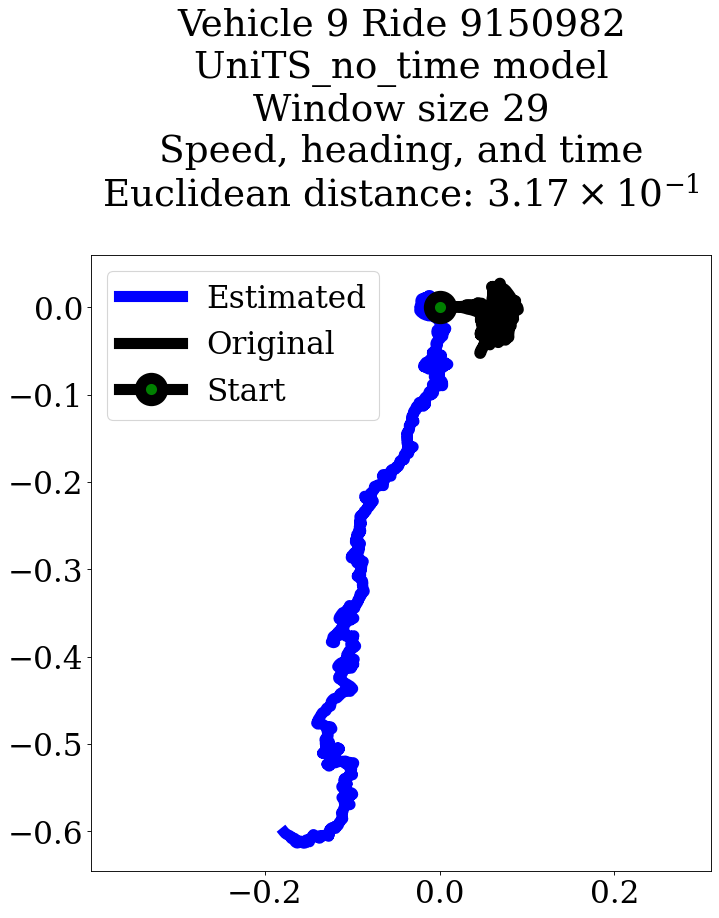 Vehicle 9 Ride 9150982
UniTS_no_time model
Window size 29
Speed, heading, and time
Euclidean distance: 3.17 × 10⁻¹
Estimated
Original
Start
0.0
−0.1
−0.2
−0.3
−0.4
−0.5
−0.6
−0.2
0.0
0.2